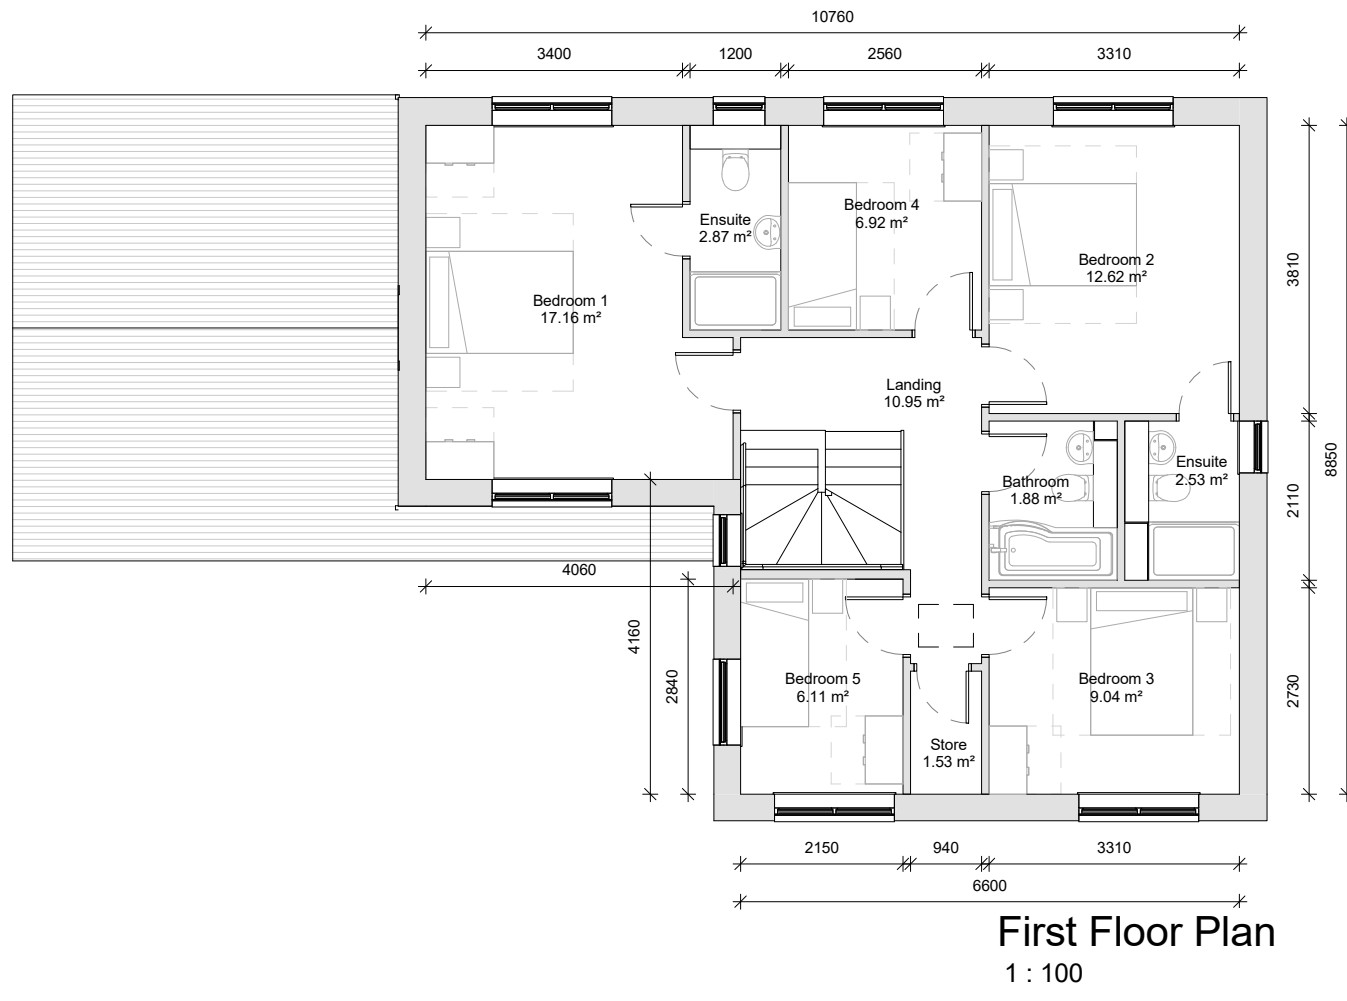 10760
3400
1200
2560
3310
Bedroom 4
6.92 m²
Ensuite
2.87 m²
Bedroom 2
12.62 m²
3810
Bedroom 1
17.16 m²
Landing
10.95 m²
8850
Ensuite
2.53 m²
Bathroom
1.88 m²
2110
4060
4160
2840
Bedroom 5
6.11 m²
Bedroom 3
9.04 m²
2730
Store
1.53 m²
2150
940
3310
6600
First Floor Plan
1 : 100